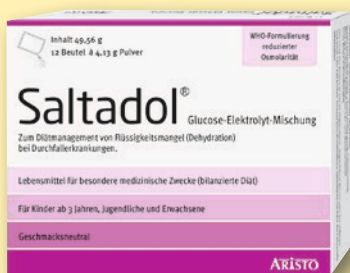 Inhalt 49,56 g
12 Beutel à 4,13 g Pulver
WHO-Formulierung
reduzierter
Osmolarität
Saltadol®
Glucose-Elektrolyt-Mischung
Zum Diätmanagement von Flüssigkeitsmangel (Dehydration)
bei Durchfallerkrankungen.
Lebensmittel für besondere medizinische Zwecke (bilanzierte Diät)
Für Kinder ab 3 Jahren, Jugendliche und Erwachsene
Geschmacksneutral
ARISTO